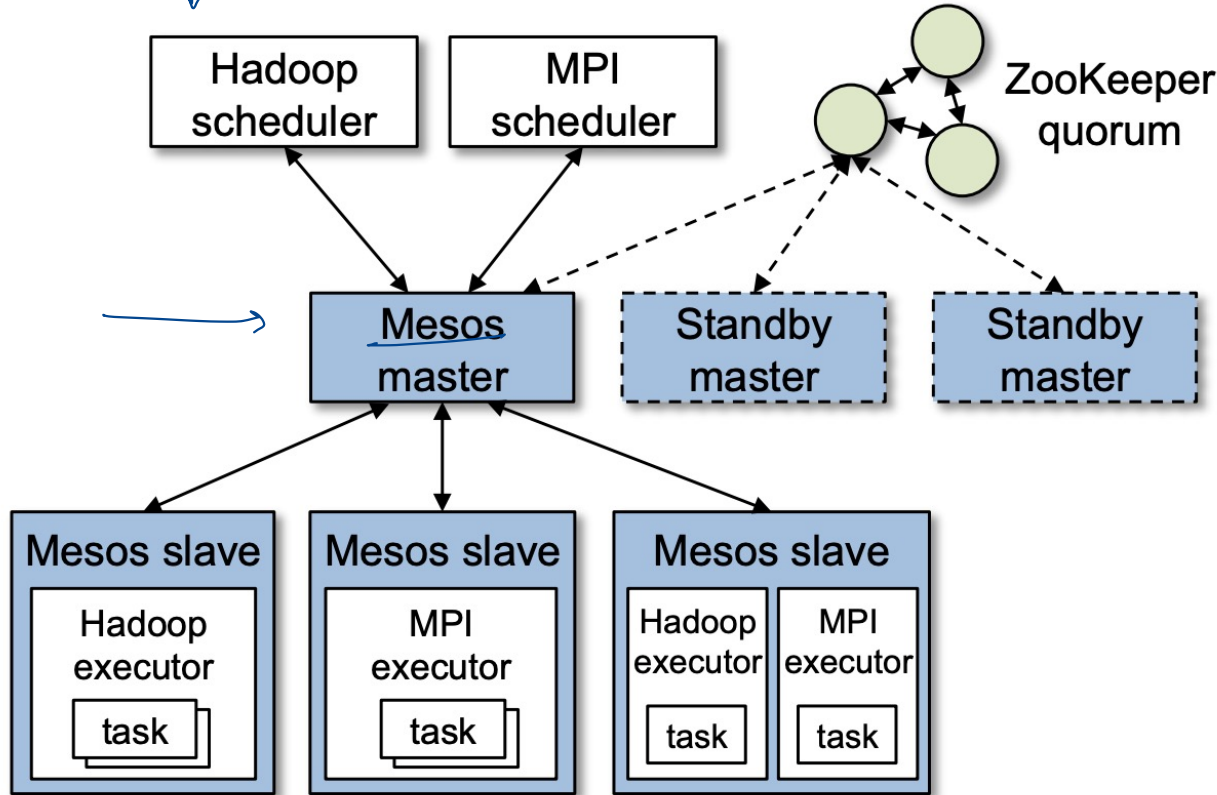 Hadoop
scheduler
MPI
scheduler
ZooKeeper
quorum
Mesos
master
Standby
master
Standby
master
Mesos slave
Hadoop
executor
task
Mesos slave
MPI
executor
task
Mesos slave
Hadoop
executor
task
MPI
executor
task